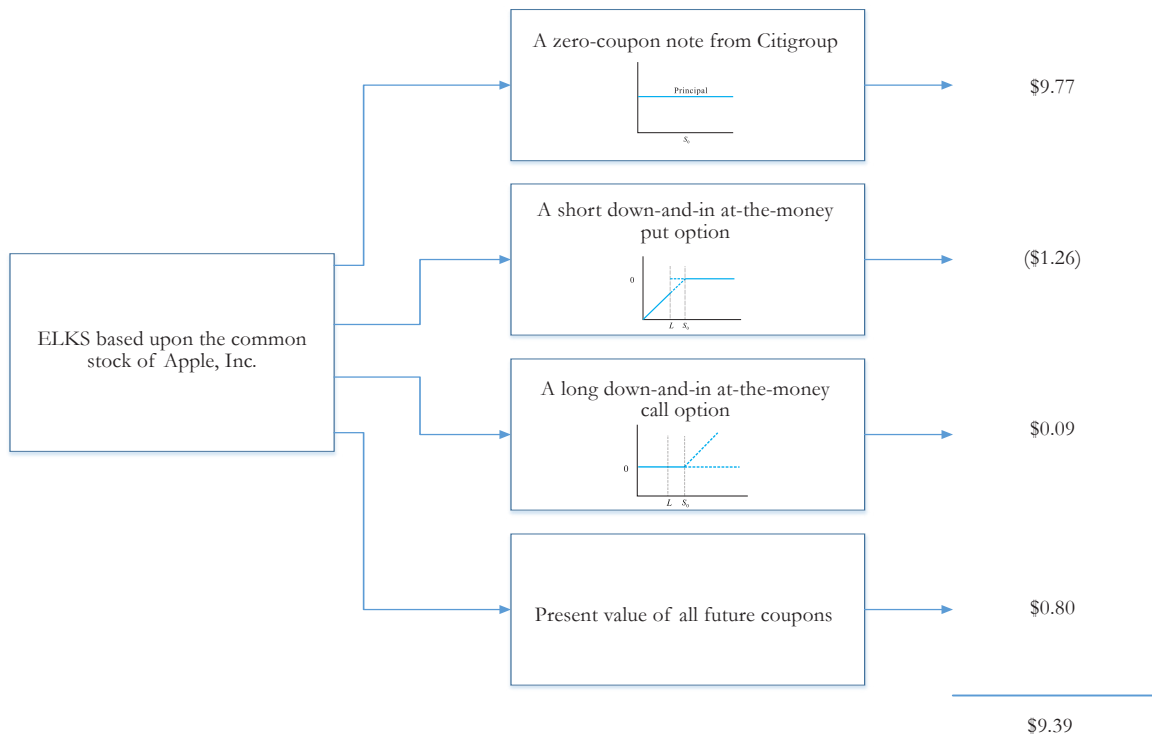 A zero-coupon note from Citigroup
Principal
S₀
$9.77
A short down-and-in at-the-money
put option
0
L S₀
($1.26)
ELKS based upon the common
stock of Apple, Inc.
A long down-and-in at-the-money
call option
0
L S₀
$0.09
Present value of all future coupons
$0.80
$9.39